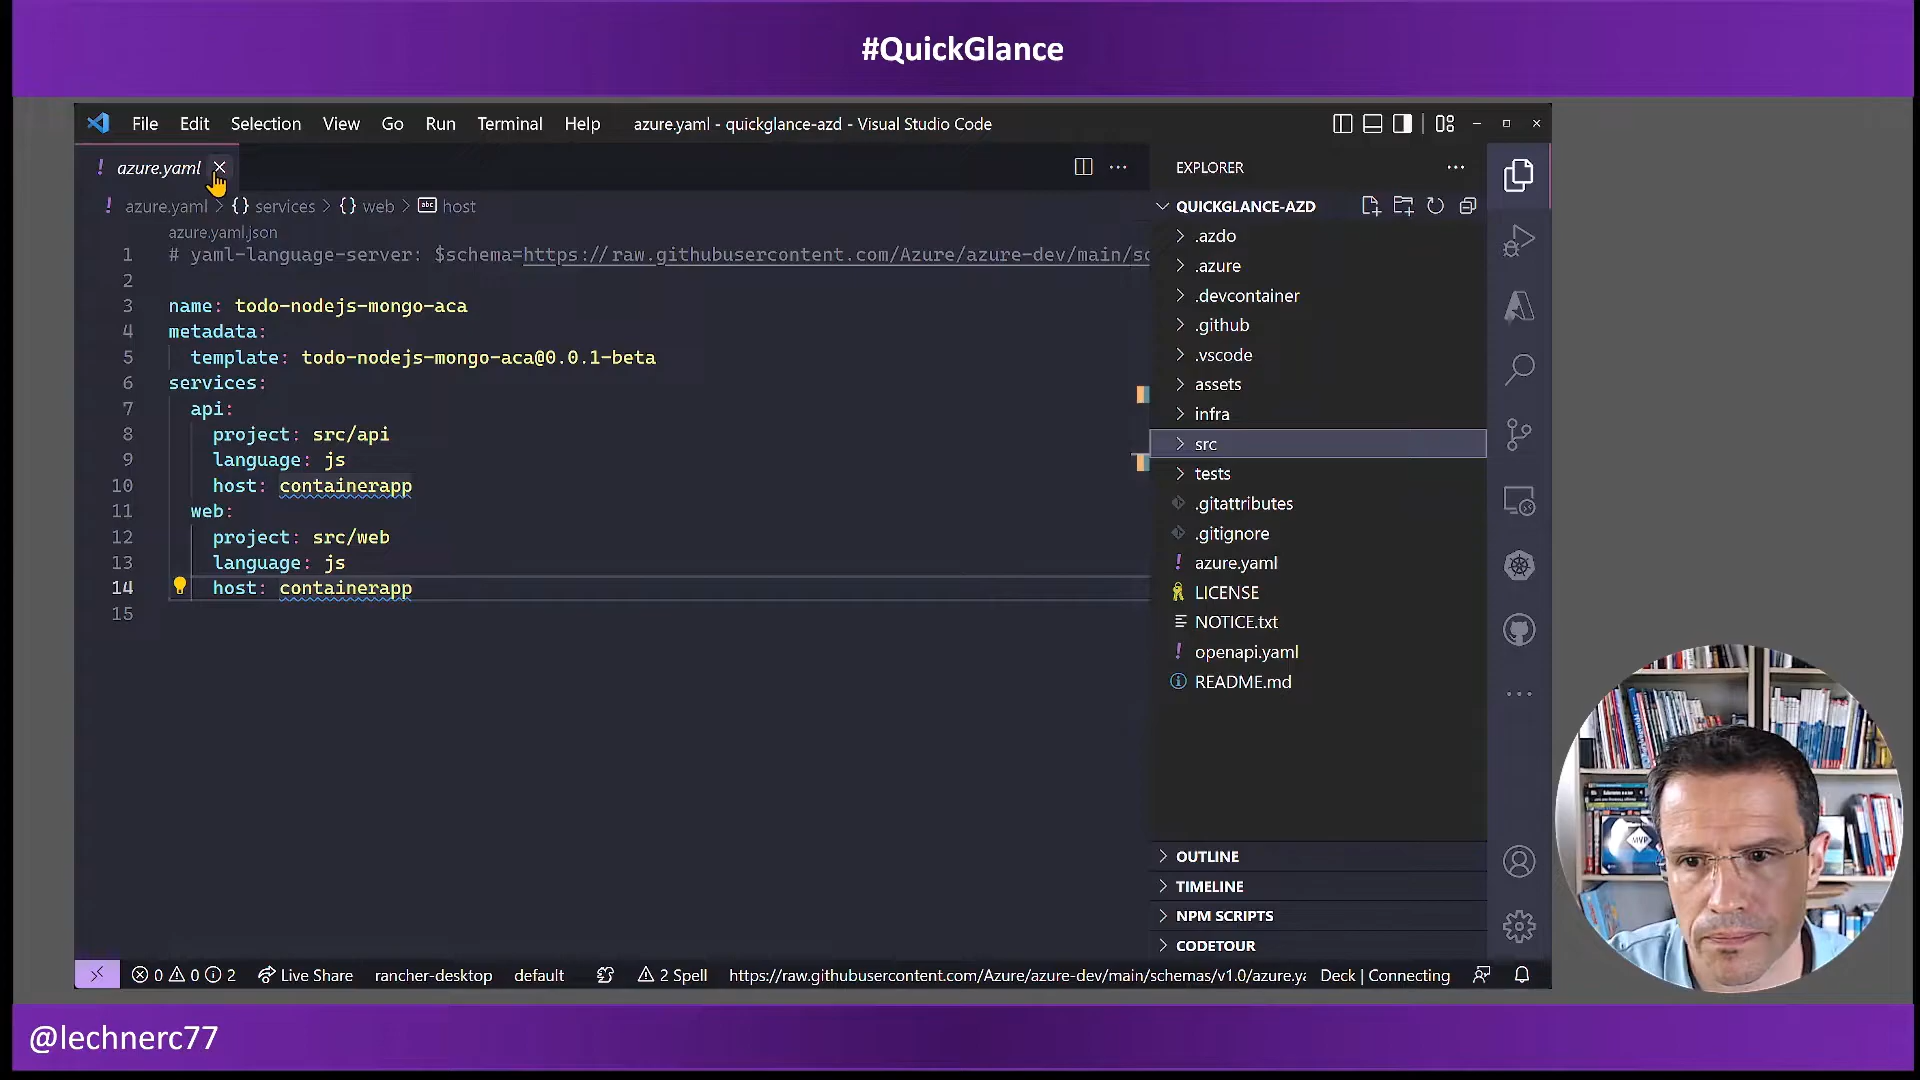 #QuickGlance
File Edit Selection View Go Run Terminal Help azure.yaml - quickglance-azd - Visual Studio Code
! azure.yaml
EXPLORER
! azure.yaml > {} services > {} web > abc host
QUICKGLANCE-AZD
azure.yaml.json
1 # yaml-language-server: $schema=https://raw.githubusercontent.com/Azure/azure-dev/main/sc
2
3 name: todo-nodejs-mongo-aca
4 metadata:
5 template: todo-nodejs-mongo-aca@0.0.1-beta
6 services:
7 api:
8 project: src/api
9 language: js
10 host: containerapp
11 web:
12 project: src/web
13 language: js
14 host: containerapp
15
.azdo
.azure
.devcontainer
.github
.vscode
assets
infra
src
tests
.gitattributes
.gitignore
! azure.yaml
LICENSE
NOTICE.txt
! openapi.yaml
README.md
OUTLINE
TIMELINE
NPM SCRIPTS
CODETOUR
MVP
0 0 2 Live Share rancher-desktop default 2 Spell https://raw.githubusercontent.com/Azure/azure-dev/main/schemas/v1.0/azure.ya Deck | Connecting
@lechnerc77